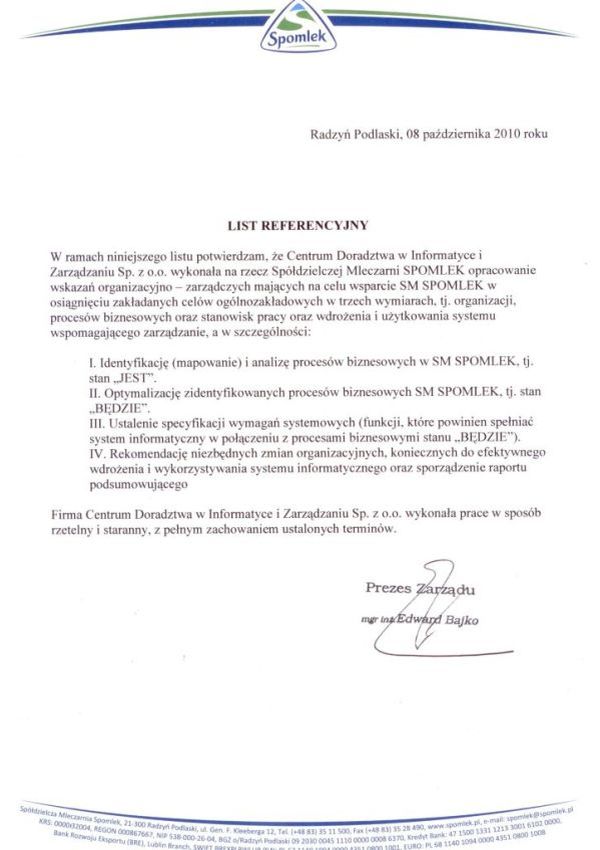 Spomlek
Radzyń Podlaski, 08 października 2010 roku
LIST REFERENCYJNY
W ramach niniejszego listu potwierdzam, że Centrum Doradztwa w Informatyce i
Zarządzaniu Sp. z o.o. wykonała na rzecz Spółdzielczej Mleczarni SPOMLEK opracowanie
wskazań organizacyjno – zarządczych mających na celu wsparcie SM SPOMLEK w
osiągnięciu zakładanych celów ogólnozakładowych w trzech wymiarach, tj. organizacji,
procesów biznesowych oraz stanowisk pracy oraz wdrożenia i użytkowania systemu
wspomagającego zarządzanie, a w szczególności:
I. Identyfikację (mapowanie) i analizę procesów biznesowych w SM SPOMLEK, tj.
stan „JEST”.
II. Optymalizację zidentyfikowanych procesów biznesowych SM SPOMLEK, tj. stan
„BĘDZIE”.
III. Ustalenie specyfikacji wymagań systemowych (funkcji, które powinien spełniać
system informatyczny w połączeniu z procesami biznesowymi stanu „BĘDZIE”).
IV. Rekomendację niezbędnych zmian organizacyjnych, koniecznych do efektywnego
wdrożenia i wykorzystywania systemu informatycznego oraz sporządzenie raportu
podsumowującego
Firma Centrum Doradztwa w Informatyce i Zarządzaniu Sp. z o.o. wykonała prace w sposób
rzetelny i staranny, z pełnym zachowaniem ustalonych terminów.
Prezes Zarządu
mgr inż. Edward Bajko
Spółdzielcza Mleczarnia Spomlek, 21-300 Radzyń Podlaski, ul. Gen. F. Kleeberga 12, Tel. (+48 83) 35 11 500, Fax (+48 83) 35 28 490, www.spomlek.pl, e-mail: spomlek@spomlek.pl
KRS: 0000132004, REGON 000867667, NIP 538-000-26-04, BGŻ o/Radzyń Podlaski 09 2030 0045 1110 0000 0008 6370, Kredyt Bank: 47 1500 1331 1213 3001 6102 0000,
Bank Rozwoju Eksportu (BRE), Lublin Branch, SWIFT 1094 0000 4351 0800 1001, EURO: PL 58 1140 1094 0000 4351 0800 1008